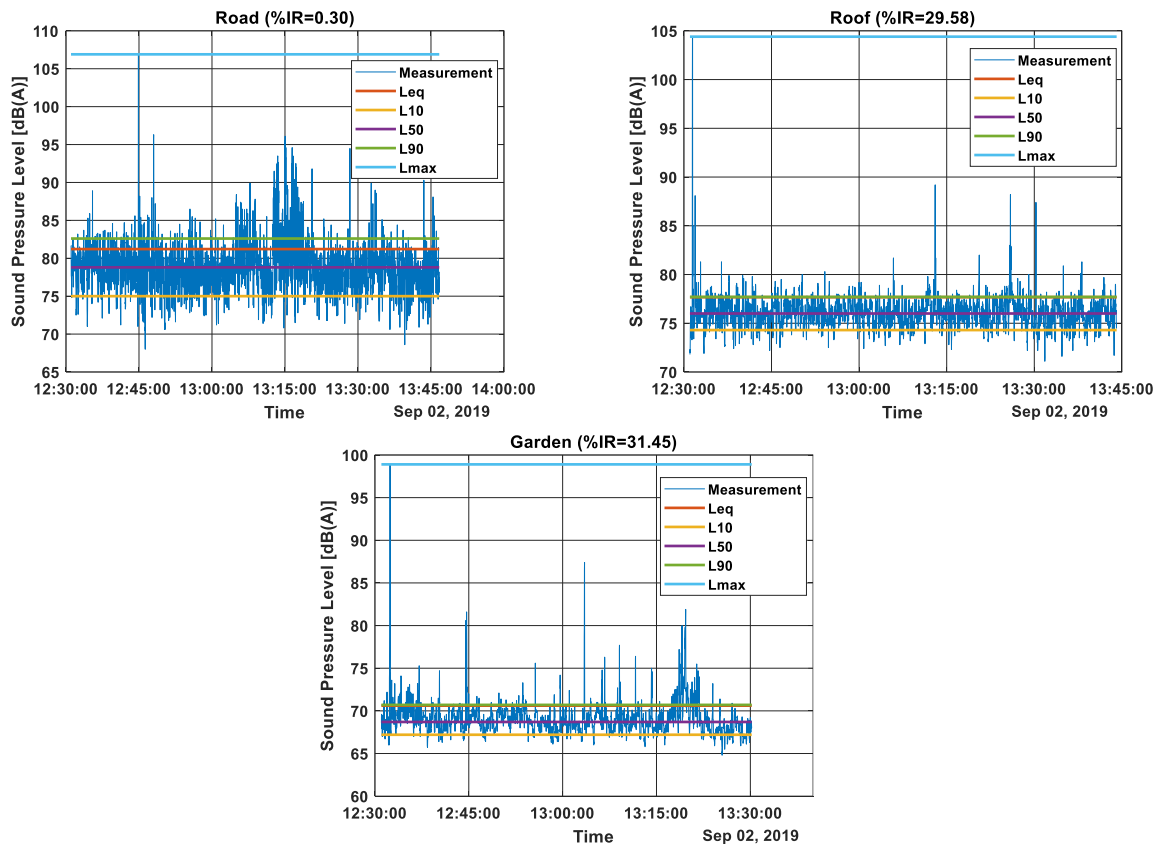 Road (%IR=0.30)
Sound Pressure Level [dB(A)]
110
105
100
95
90
85
80
75
70
65
Measurement
Leq
L10
L50
L90
Lmax
12:30:00 12:45:00 13:00:00 13:15:00 13:30:00 13:45:00 14:00:00
Time
Sep 02, 2019
Roof (%IR=29.58)
Sound Pressure Level [dB(A)]
105
100
95
90
85
80
75
70
Measurement
Leq
L10
L50
L90
Lmax
12:30:00 12:45:00 13:00:00 13:15:00 13:30:00 13:45:00
Time
Sep 02, 2019
Garden (%IR=31.45)
Sound Pressure Level [dB(A)]
100
95
90
85
80
75
70
65
60
Measurement
Leq
L10
L50
L90
Lmax
12:30:00 12:45:00 13:00:00 13:15:00 13:30:00
Time
Sep 02, 2019